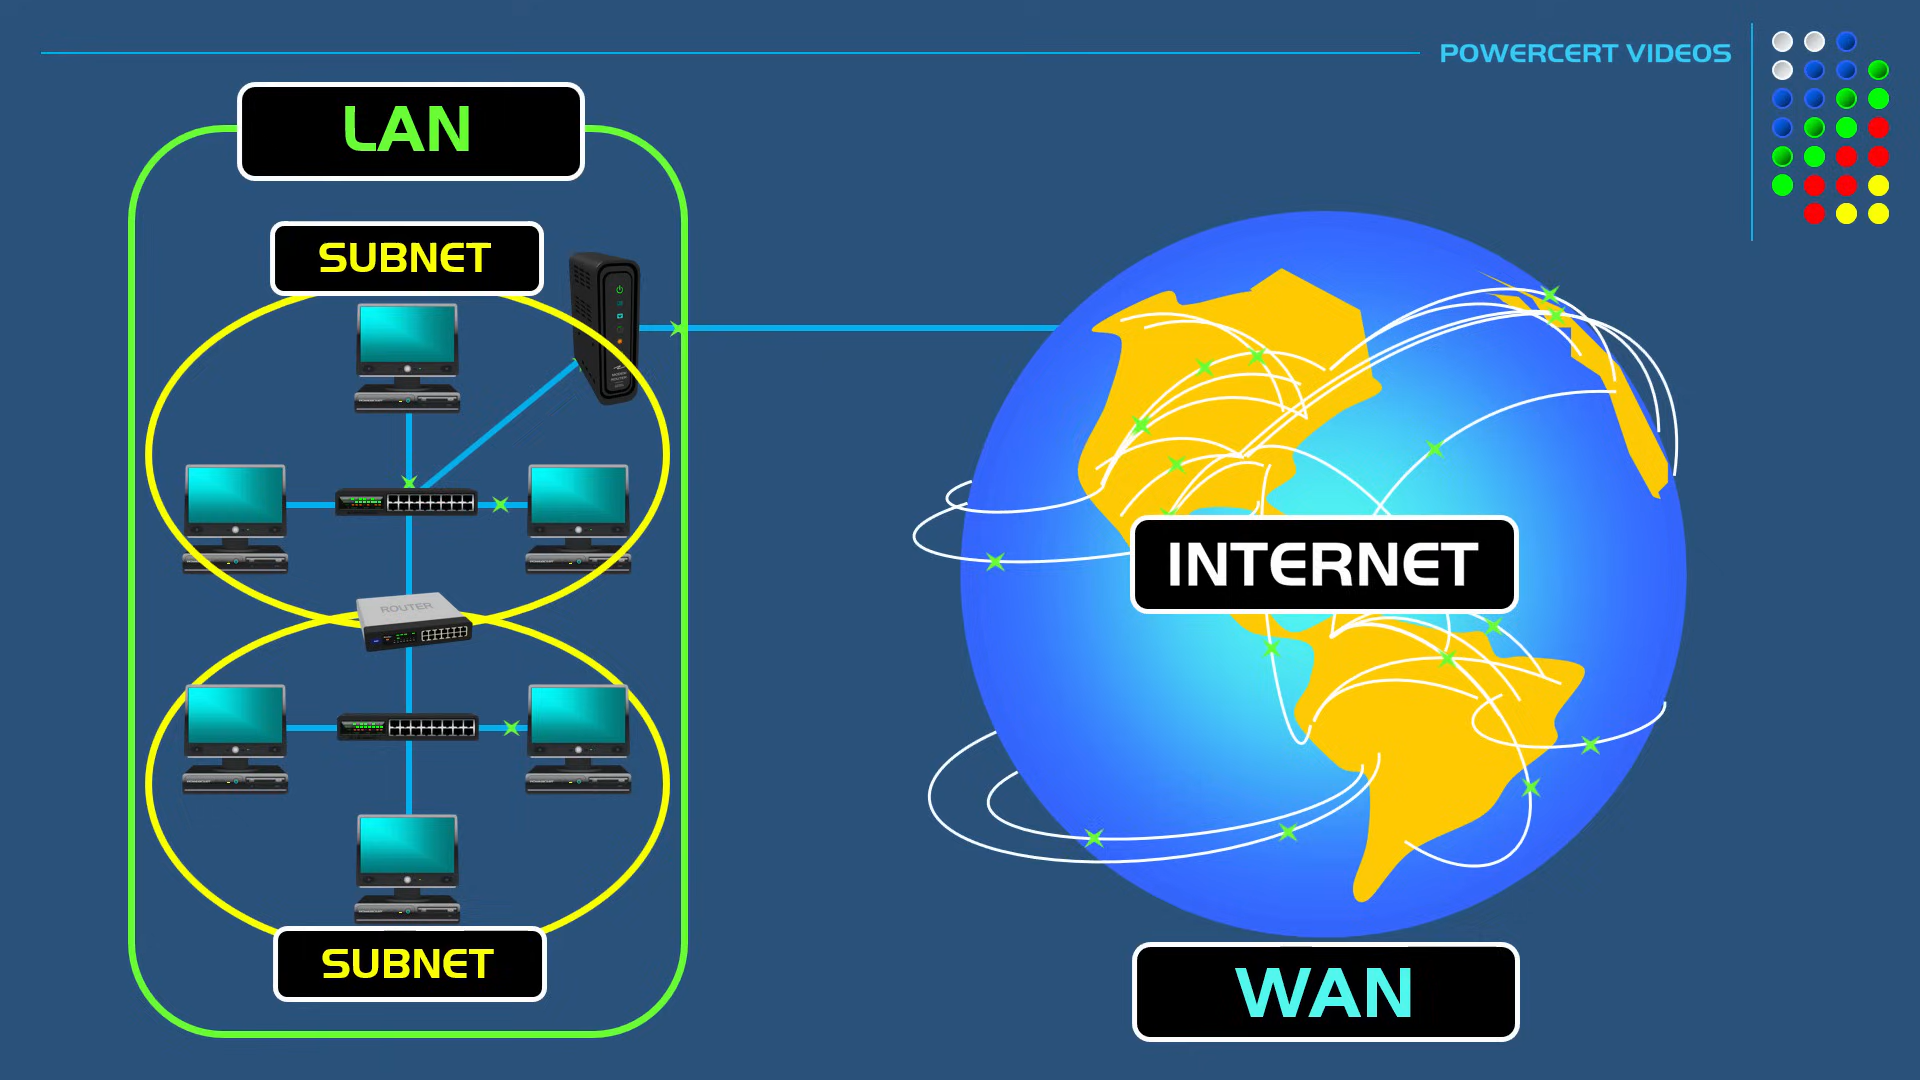 POWERCERT VIDEOS
LAN
SUBNET
ROUTER
SUBNET
INTERNET
WAN